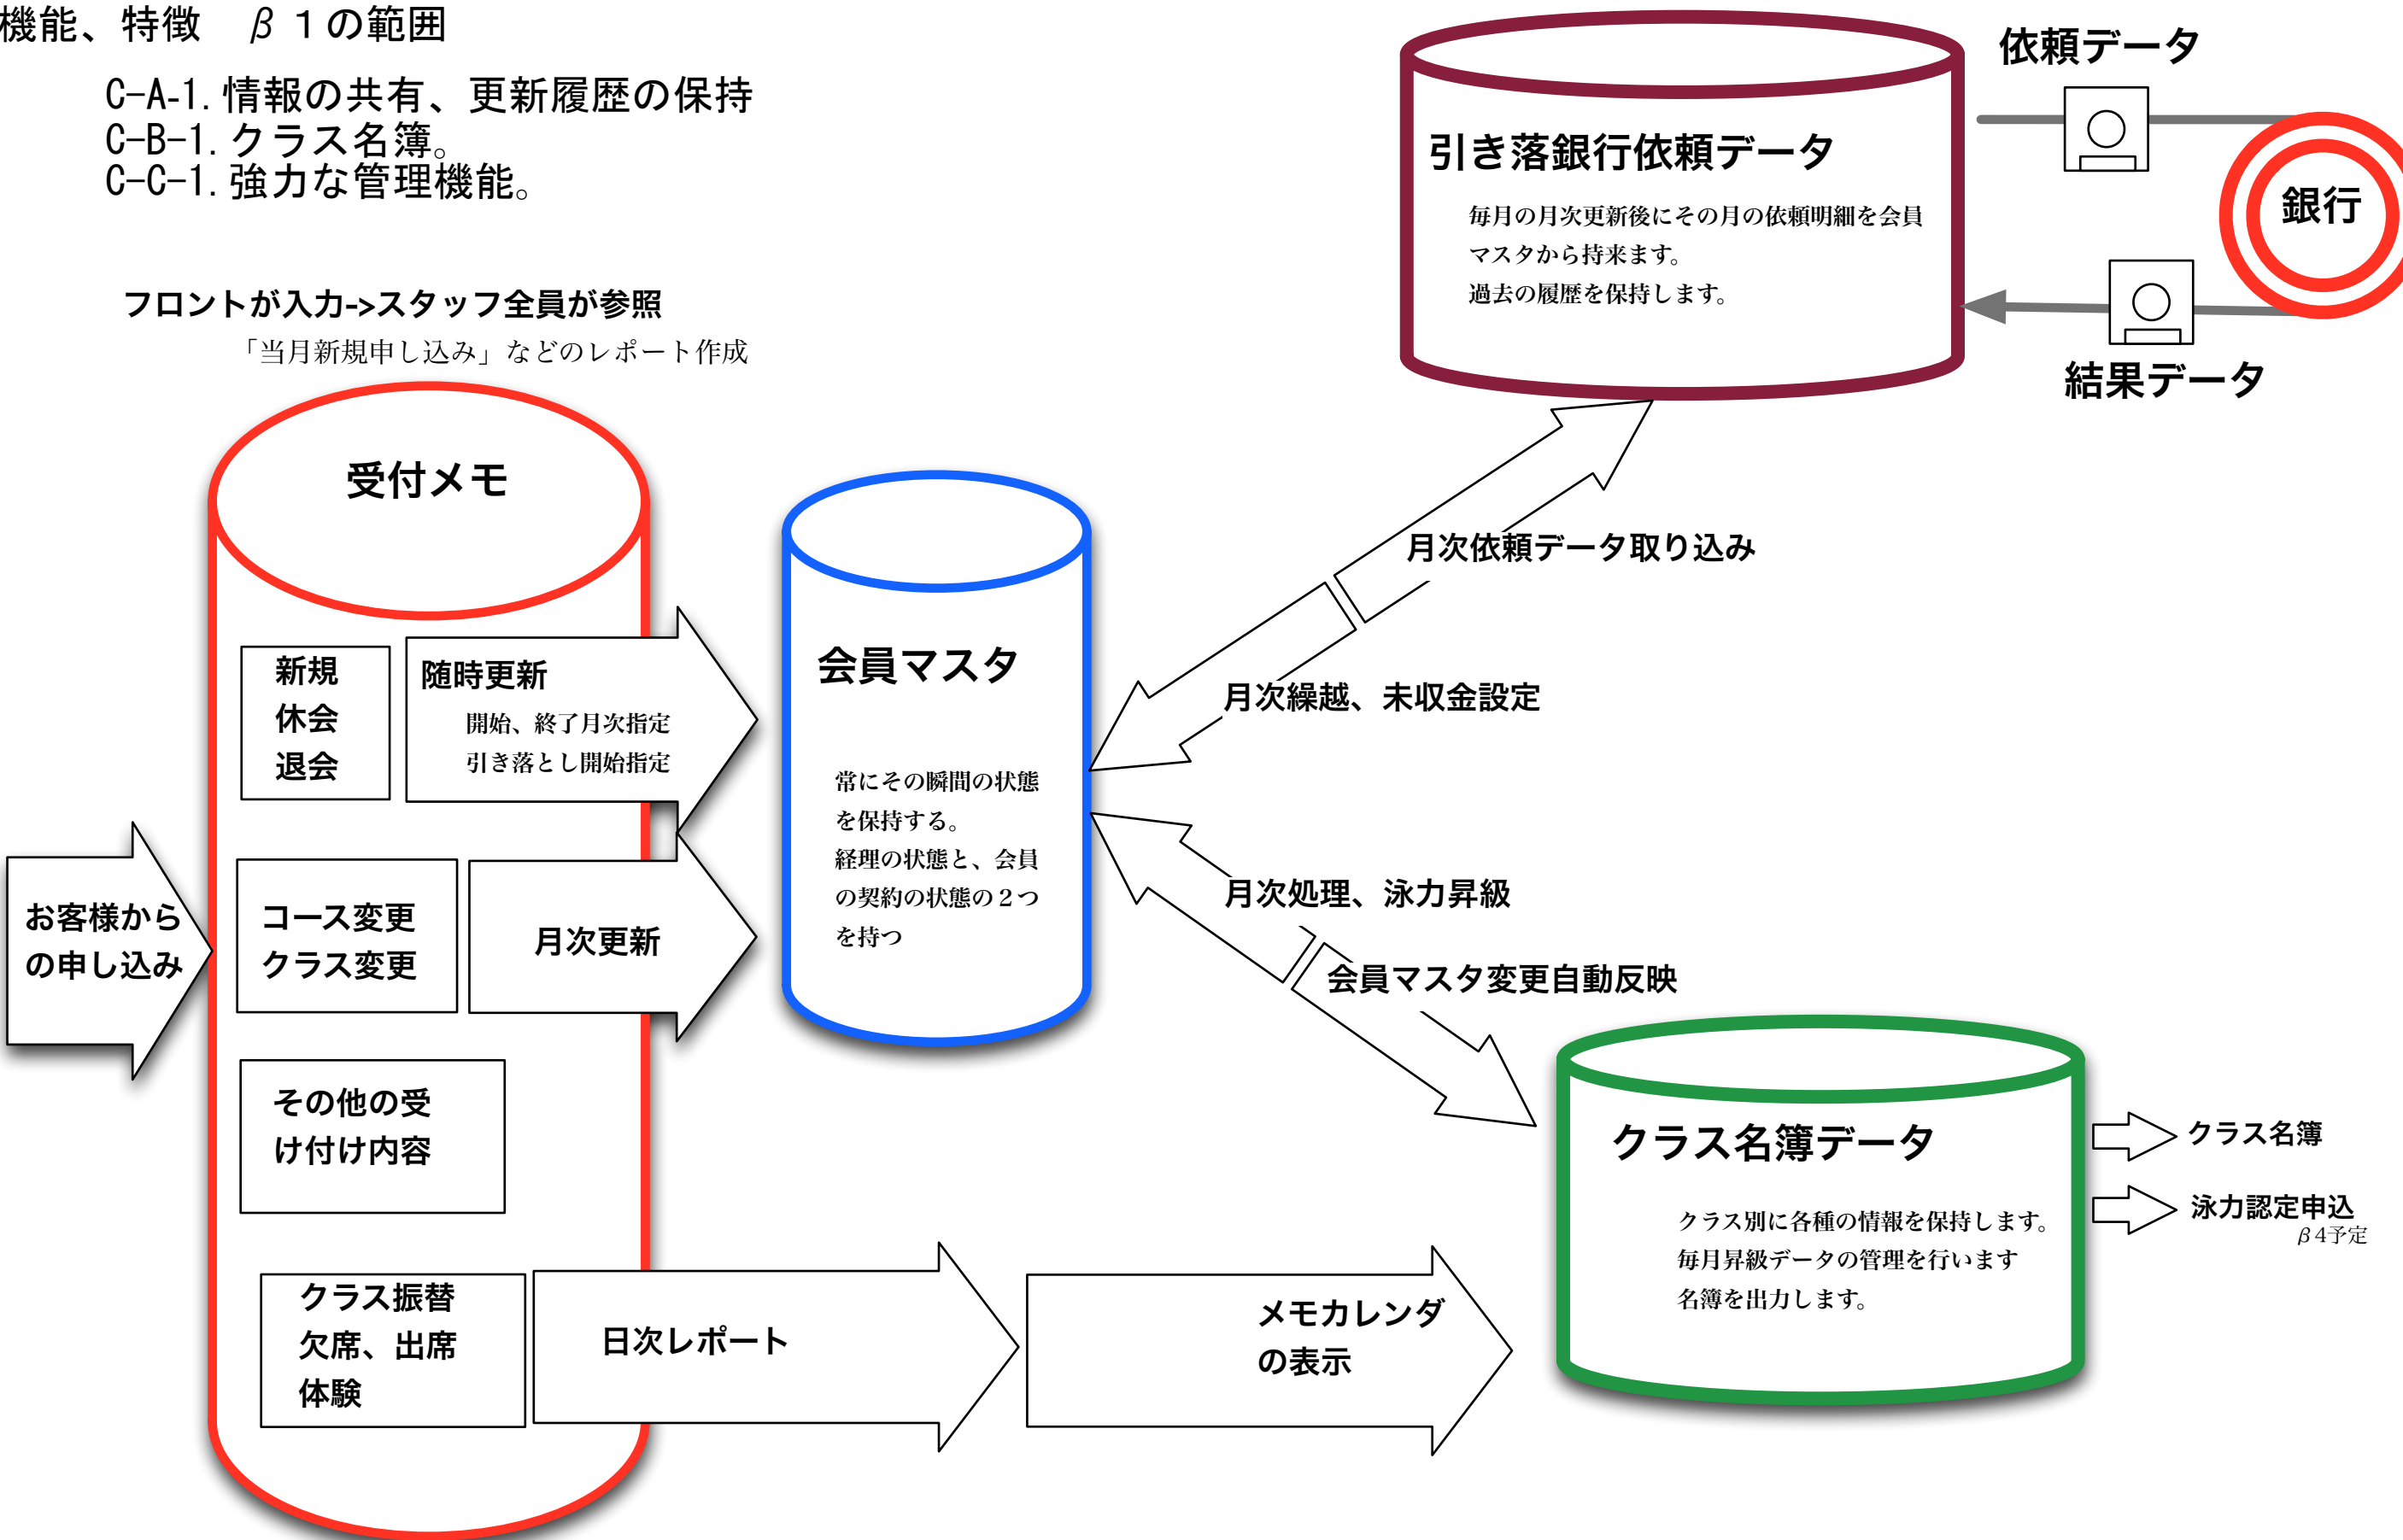 機能、特徴　β１の範囲
C-A-1. 情報の共有、更新履歴の保持
C-B-1. クラス名簿。
C-C-1. 強力な管理機能。
フロントが入力->スタッフ全員が参照
「当月新規申し込み」などのレポート作成
受付メモ
新規
休会
退会
随時更新
開始、終了月次指定
引き落とし開始指定
お客様から
の申し込み
コース変更
クラス変更
月次更新
その他の受
け付け内容
クラス振替
欠席、出席
体験
日次レポート
メモカレンダ
の表示
会員マスタ
常にその瞬間の状態
を保持する。
経理の状態と、会員
の契約の状態の２つ
を持つ
引き落銀行依頼データ
毎月の月次更新後にその月の依頼明細を会員
マスタから持来ます。
過去の履歴を保持します。
依頼データ
銀行
結果データ
月次依頼データ取り込み
月次繰越、未収金設定
月次処理、泳力昇級
会員マスタ変更自動反映
クラス名簿データ
クラス別に各種の情報を保持します。
毎月昇級データの管理を行います
名簿を出力します。
クラス名簿
泳力認定申込
β4予定